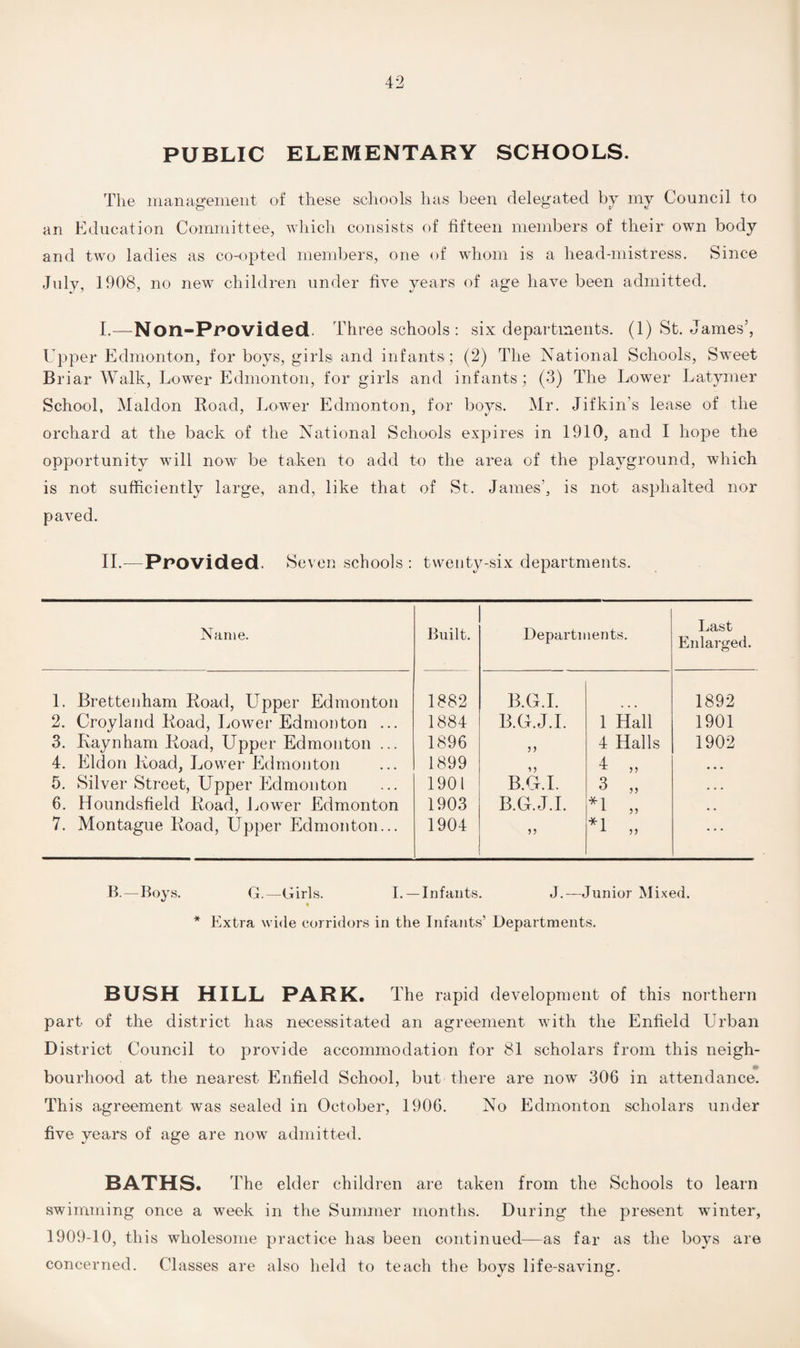 42
PUBLIC ELEMENTARY SCHOOLS.
The management of these schools has been delegated by my Council to
an Education Committee, which consists of fifteen members of their own body
and two ladies as co-opted members, one of whom is a head-mistress. Since
July, 1908, no new children under five years of age have been admitted.
I.—Non-Provided. Three schools: six departments. (1) St. James',
Upper Edmonton, for boys, girls and infants; (2) The National Schools, Sweet
Briar Walk, Lower Edmonton, for girls and infants; (3) The Lower Latymer
School, Maldon Road, Lower Edmonton, for boys. Mr. Jifkin's lease of the
orchard at the back of the National Schools expires in 1910, and I hope the
opportunity will now be taken to add to the area of the playground, which
is not sufficiently large, and, like that of St. James', is not asphalted nor
paved.
II.—Provided. Seven schools: twenty-six departments.
Name. Built. Departments. Last Enlarged.
1. Brettenham Road, Upper Edmonton 1882 B.G.I. ... 1892
2. Croyland Road, Lower Edmonton ... 1884 B.G.J.I. 1 Hall 1901
3. Raynham Road, Upper Edmonton ... 1896 ,, 4 Halls 1902
4. Eldon Road, Lower Edmonton ... 1899 ,, 4 ,, ...
5. Silver Street, Upper Edmonton ... 1901 B.G.I. 3 ,, ...
6. Houndsfield Road, Lower Edmonton 1903 B.G.J.I. *1 ,, ..
7. Montague Road, Upper Edmonton... 1904 ,, *1 ,, ...
B.—Boys. G.—Girls. I.—Infants. J.—Junior Mixed.
* Extra wide corridors in the Infants' Departments.
BUSH HILL PARK. The rapid development of this northern
part of the district has necessitated an agreement with the Enfield Urban
District Council to provide accommodation for 81 scholars from this neigh-
bourhood at the nearest Enfield School, but there are now 306 in attendance.
This agreement was sealed in October, 1906. No Edmonton scholars under
five years of age are now admitted.
BATHS. The elder children are taken from the Schools to learn
swimming once a week in the Summer months. During the present winter,
1909-10, this wholesome practice has been continued—as far as the boys are
concerned. Classes are also held to teach the boys life-saving.